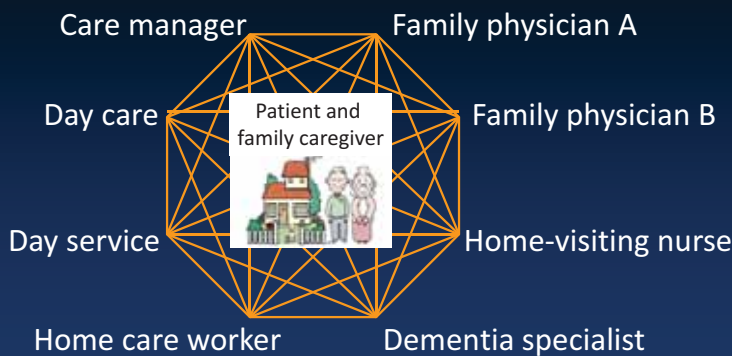 Care manager
Family physician A
Day care
Patient and
family caregiver
Family physician B
Day service
Home-visiting nurse
Home care worker
Dementia specialist